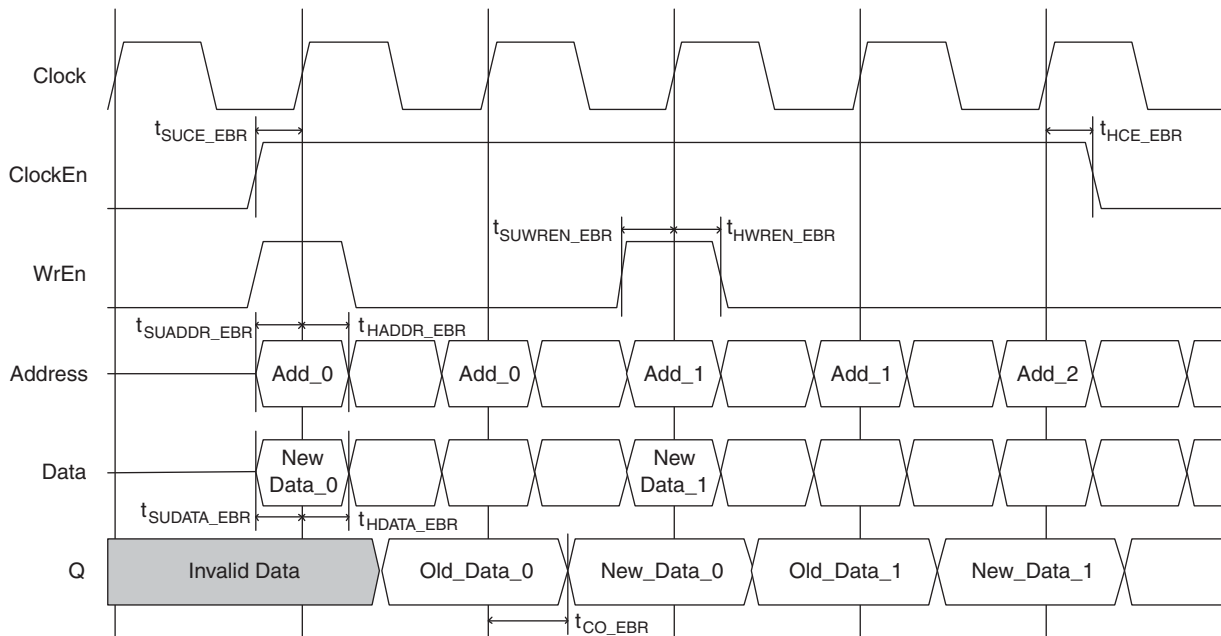 Clock
tSUCE_EBR
tHCE_EBR
ClockEn
tSUWREN_EBR
tHWREN_EBR
WrEn
tSUADDR_EBR
tHADDR_EBR
Address
Add_0
Add_0
Add_1
Add_1
Add_2
Data
New
Data_0
New
Data_1
tSUDATA_EBR
tHDATA_EBR
Q
Invalid Data
Old_Data_0
New_Data_0
Old_Data_1
New_Data_1
tCO_EBR